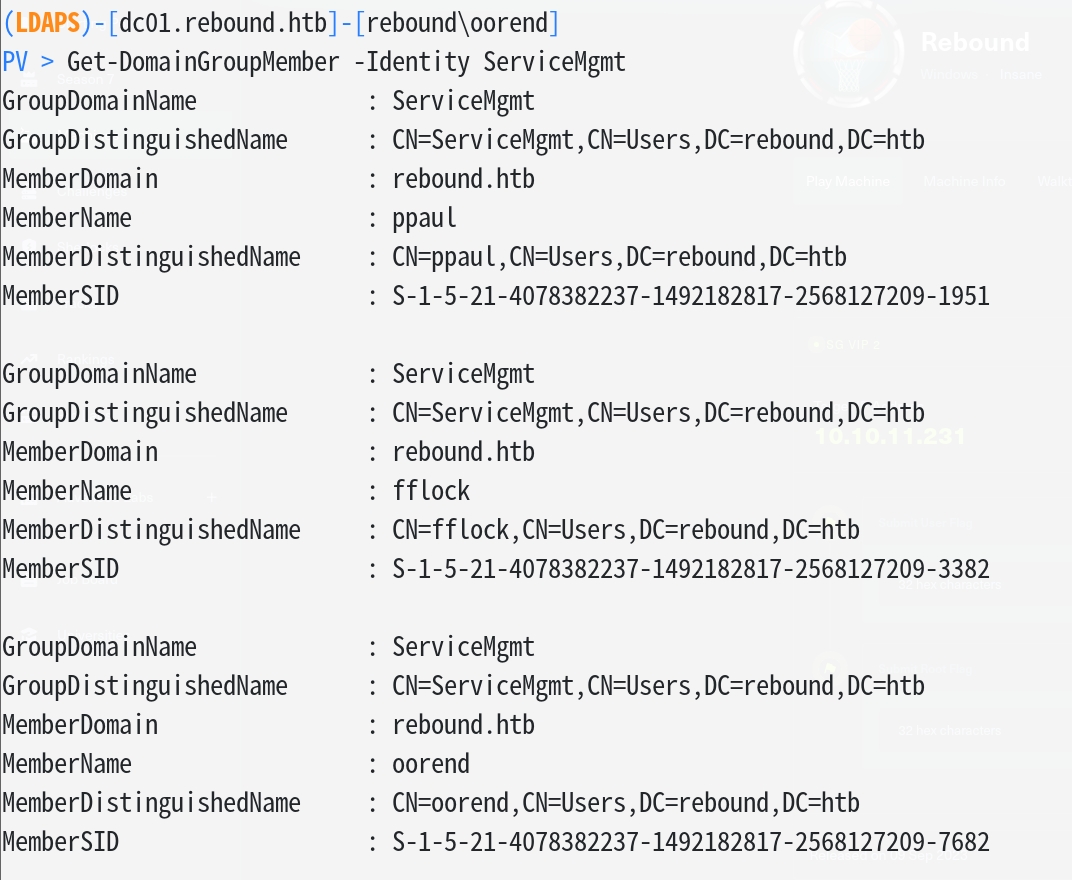 (LDAPS)-[dc01.rebound.htb]-[rebound\oorend]
PV > Get-DomainGroupMember -Identity ServiceMgmt
GroupDomainName : ServiceMgmt
GroupDistinguishedName : CN=ServiceMgmt,CN=Users,DC=rebound,DC=htb
MemberDomain : rebound.htb
MemberName : ppaul
MemberDistinguishedName : CN=ppaul,CN=Users,DC=rebound,DC=htb
MemberSID : S-1-5-21-4078382237-1492182817-2568127209-1951
GroupDomainName : ServiceMgmt
GroupDistinguishedName : CN=ServiceMgmt,CN=Users,DC=rebound,DC=htb
MemberDomain : rebound.htb
MemberName : fflock
MemberDistinguishedName : CN=fflock,CN=Users,DC=rebound,DC=htb
MemberSID : S-1-5-21-4078382237-1492182817-2568127209-3382
GroupDomainName : ServiceMgmt
GroupDistinguishedName : CN=ServiceMgmt,CN=Users,DC=rebound,DC=htb
MemberDomain : rebound.htb
MemberName : oorend
MemberDistinguishedName : CN=oorend,CN=Users,DC=rebound,DC=htb
MemberSID : S-1-5-21-4078382237-1492182817-2568127209-7682
Rebound
Windows Insane
Play Machine Machine Info
SG VIP 2
10.10.11.231
32 hex characters